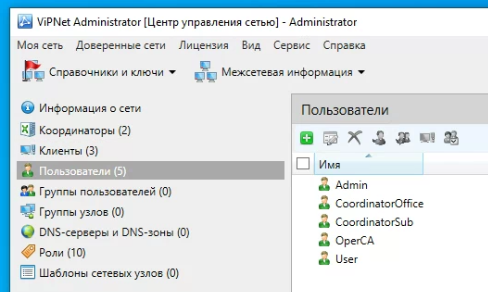 ViPNet Administrator [Центр управления сетью] - Administrator
Моя сеть Доверенные сети Лицензия Вид Сервис Справка
Справочники и ключи Межсетевая информация
Информация о сети
Координаторы (2)
Клиенты (3)
Пользователи (5)
Группы пользователей (0)
Группы узлов (0)
DNS-серверы и DNS-зоны (0)
Роли (10)
Шаблоны сетевых узлов (0)
Пользователи
Имя
Admin
CoordinatorOffice
CoordinatorSub
OperCA
User